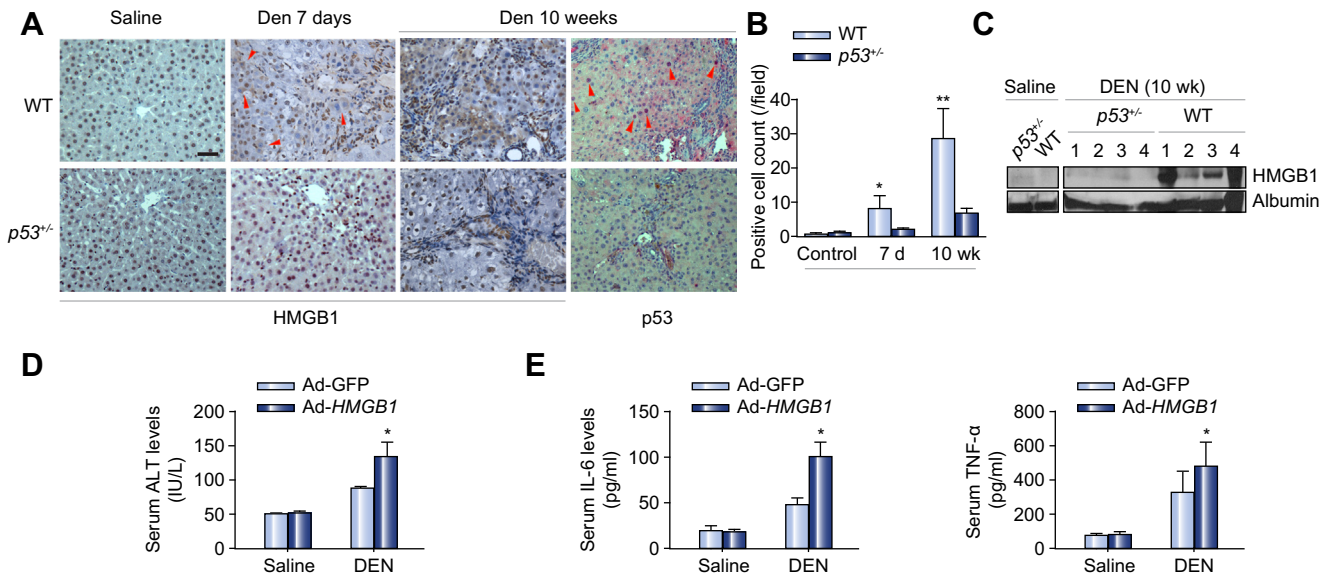 A
Saline
Den 7 days
Den 10 weeks
WT
p53+/-
HMGB1
p53
B
WT
p53+/-
Positive cell count (/field)
40
30
20
10
0
*
**
Control
7 d
10 wk
C
Saline
DEN (10 wk)
p53+/-
WT
p53+/-
WT
1 2 3 4 1 2 3 4
HMGB1
Albumin
D
Ad-GFP
Ad-HMGB1
Serum ALT levels
(IU/L)
200
150
100
50
0
*
Saline
DEN
E
Ad-GFP
Ad-HMGB1
Serum IL-6 levels
(pg/ml)
150
100
50
0
*
Saline
DEN
Ad-GFP
Ad-HMGB1
Serum TNF-α
(pg/ml)
800
600
400
200
0
*
Saline
DEN